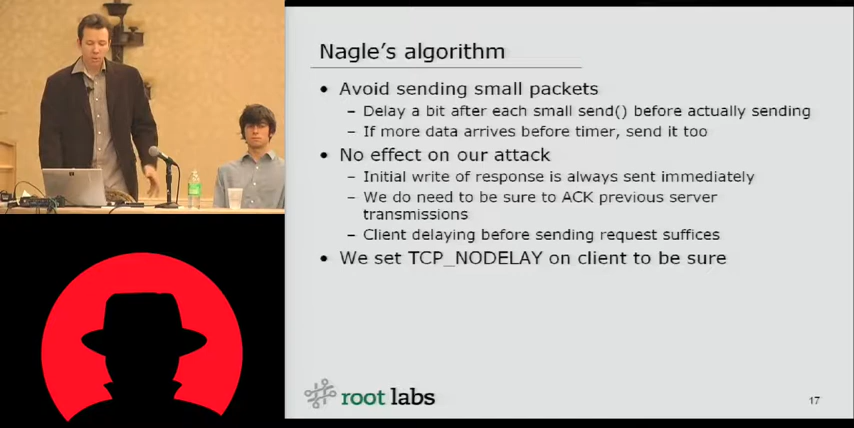 Nagle's algorithm
• Avoid sending small packets
– Delay a bit after each small send() before actually sending
– If more data arrives before timer, send it too
• No effect on our attack
– Initial write of response is always sent immediately
– We do need to be sure to ACK previous server
transmissions
– Client delaying before sending request suffices
• We set TCP_NODELAY on client to be sure
root labs
17